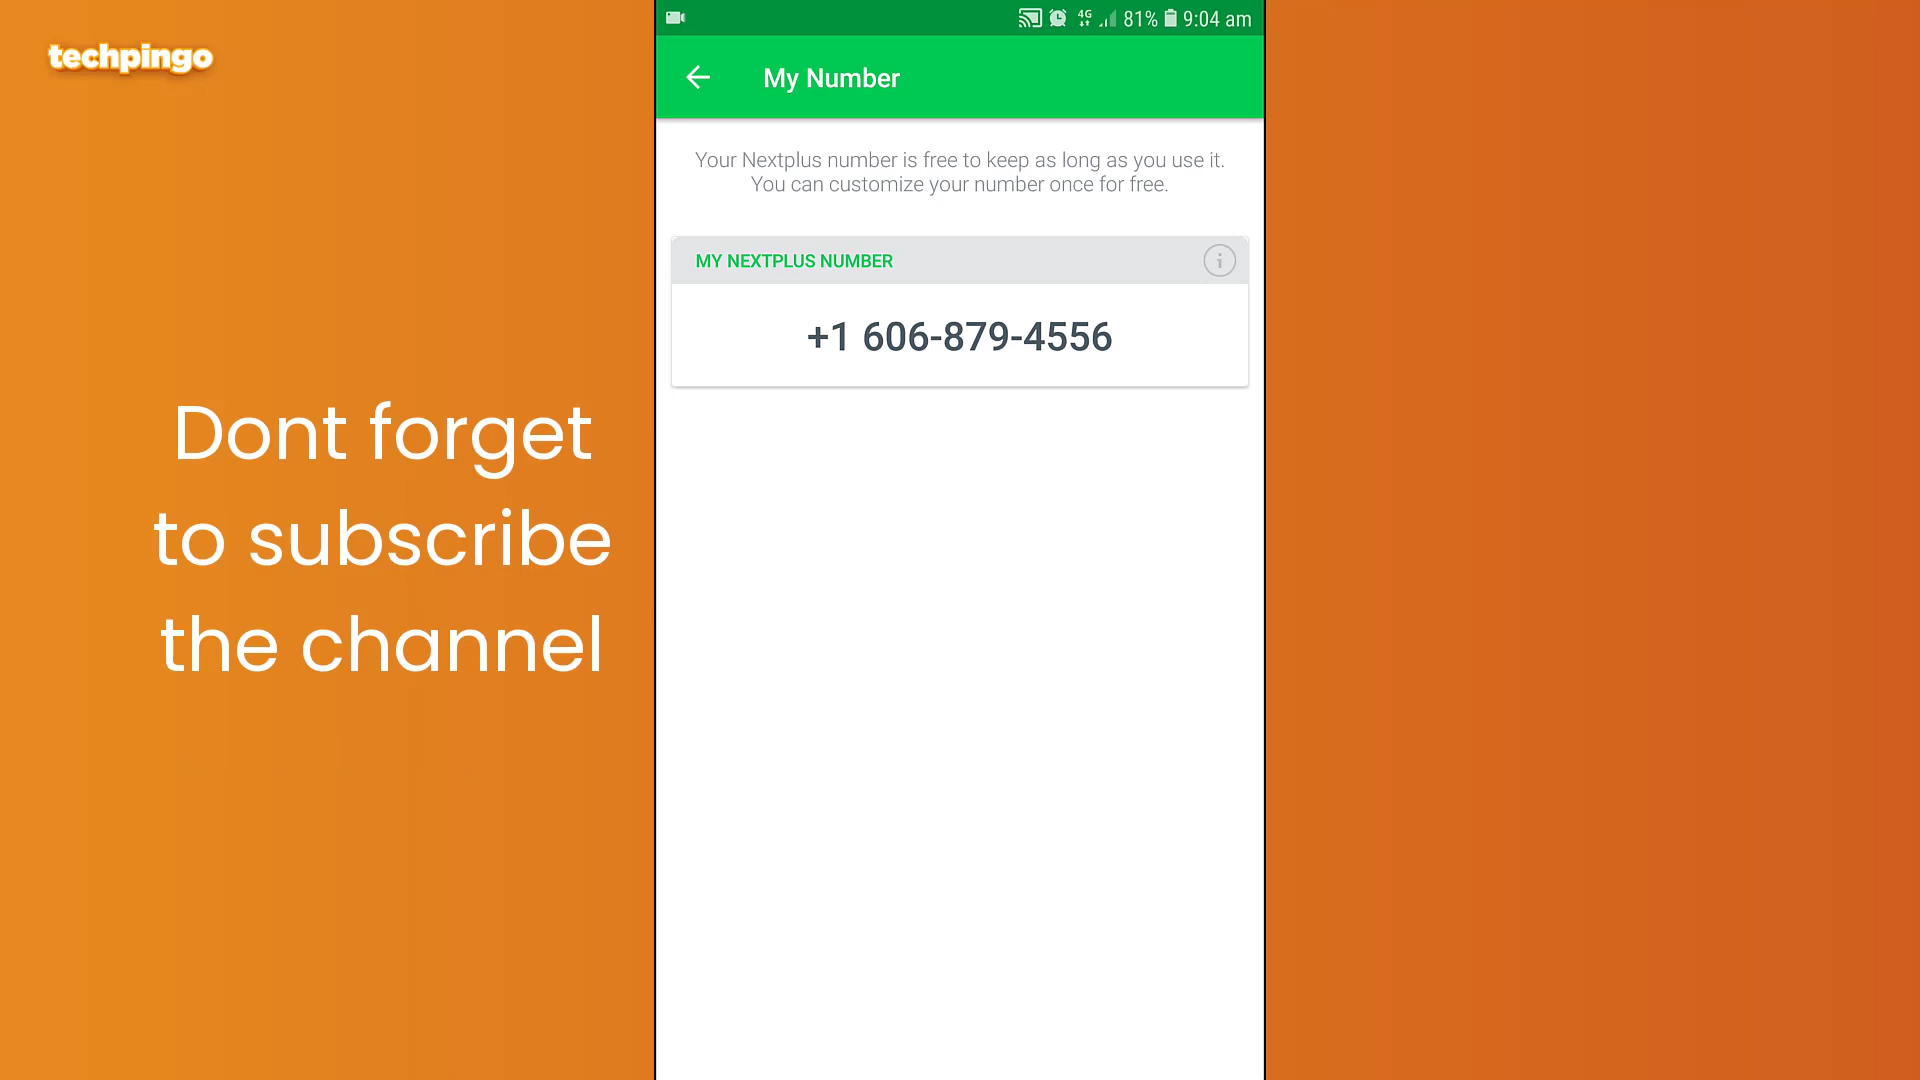 techpingo
4G 81% 9:04 am
My Number
Your Nextplus number is free to keep as long as you use it.
You can customize your number once for free.
MY NEXTPLUS NUMBER
+1 606-879-4556
Dont forget
to subscribe
the channel